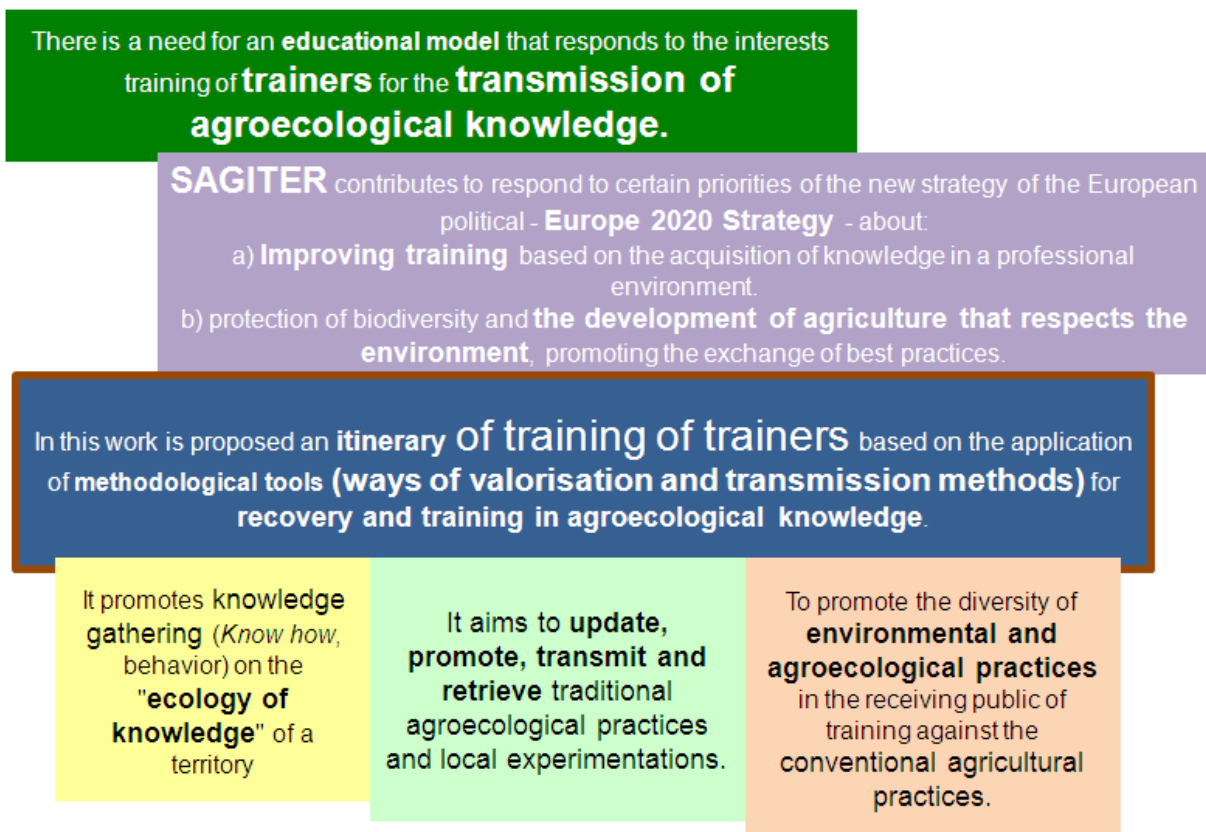 There is a need for an educational model that responds to the interests
training of trainers for the transmission of
agroecological knowledge.
SAGITER contributes to respond to certain priorities of the new strategy of the European
political - Europe 2020 Strategy - about:
a) Improving training based on the acquisition of knowledge in a professional
environment.
b) protection of biodiversity and the development of agriculture that respects the
environment, promoting the exchange of best practices.
In this work is proposed an itinerary of training of trainers based on the application
of methodological tools (ways of valorisation and transmission methods) for
recovery and training in agroecological knowledge.
It promotes knowledge
gathering (Know how,
behavior) on the
"ecology of
knowledge" of a
territory
It aims to update,
promote, transmit and
retrieve traditional
agroecological practices
and local experimentations.
To promote the diversity of
environmental and
agroecological practices
in the receiving public of
training against the
conventional agricultural
practices.